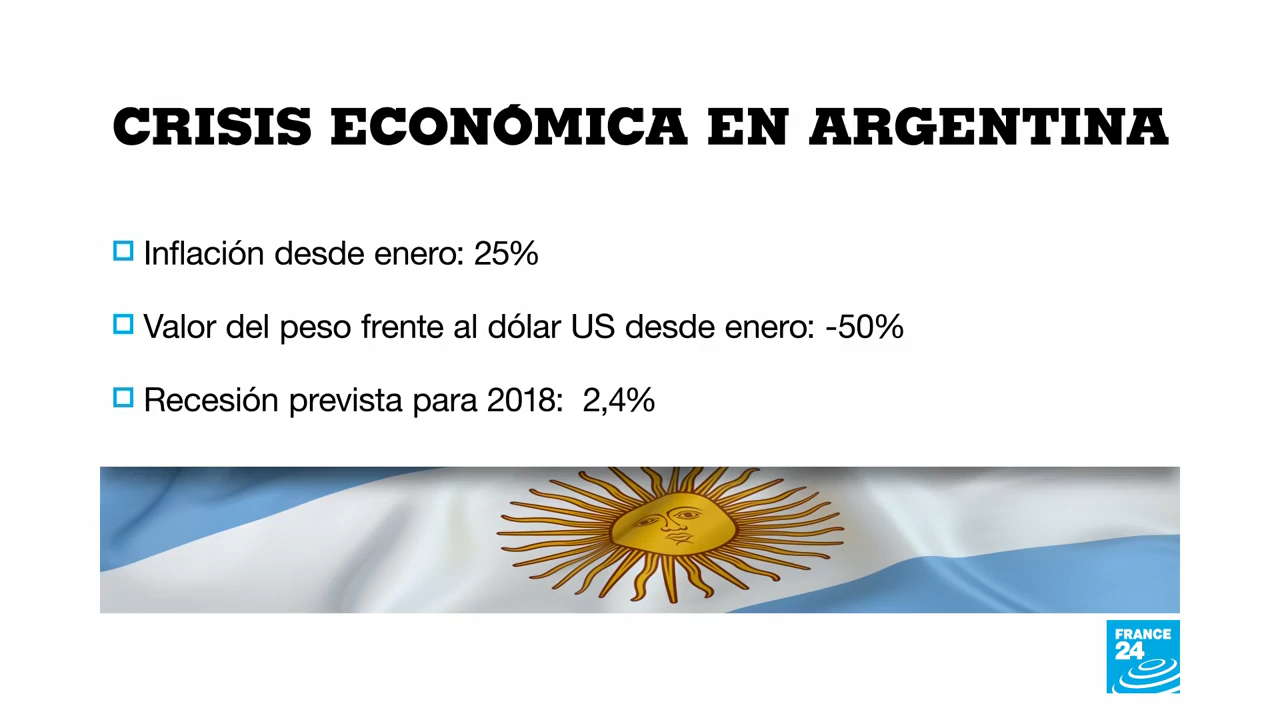 CRISIS ECONÓMICA EN ARGENTINA
Inflación desde enero: 25%
Valor del peso frente al dólar US desde enero: -50%
Recesión prevista para 2018: 2,4%
FRANCE
24